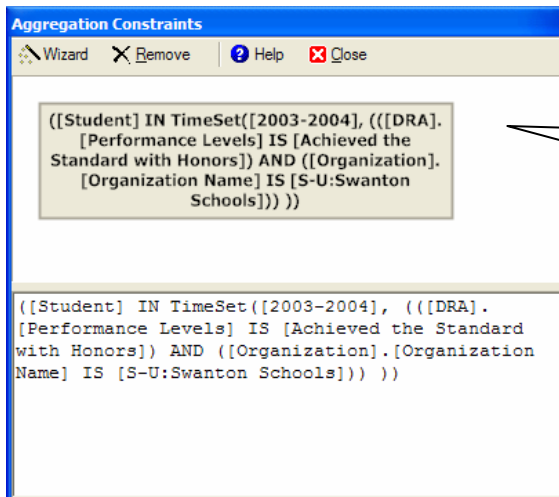 Aggregation Constraints
Wizard Remove Help Close
([Student] IN TimeSet([2003-2004], (([DRA].
[Performance Levels] IS [Achieved the
Standard with Honors]) AND ([Organization].
[Organization Name] IS [S-U:Swanton
Schools])) ))
([Student] IN TimeSet([2003-2004], (([DRA].
[Performance Levels] IS [Achieved the Standard
with Honors]) AND ([Organization].[Organization
Name] IS [S-U:Swanton Schools])) ))